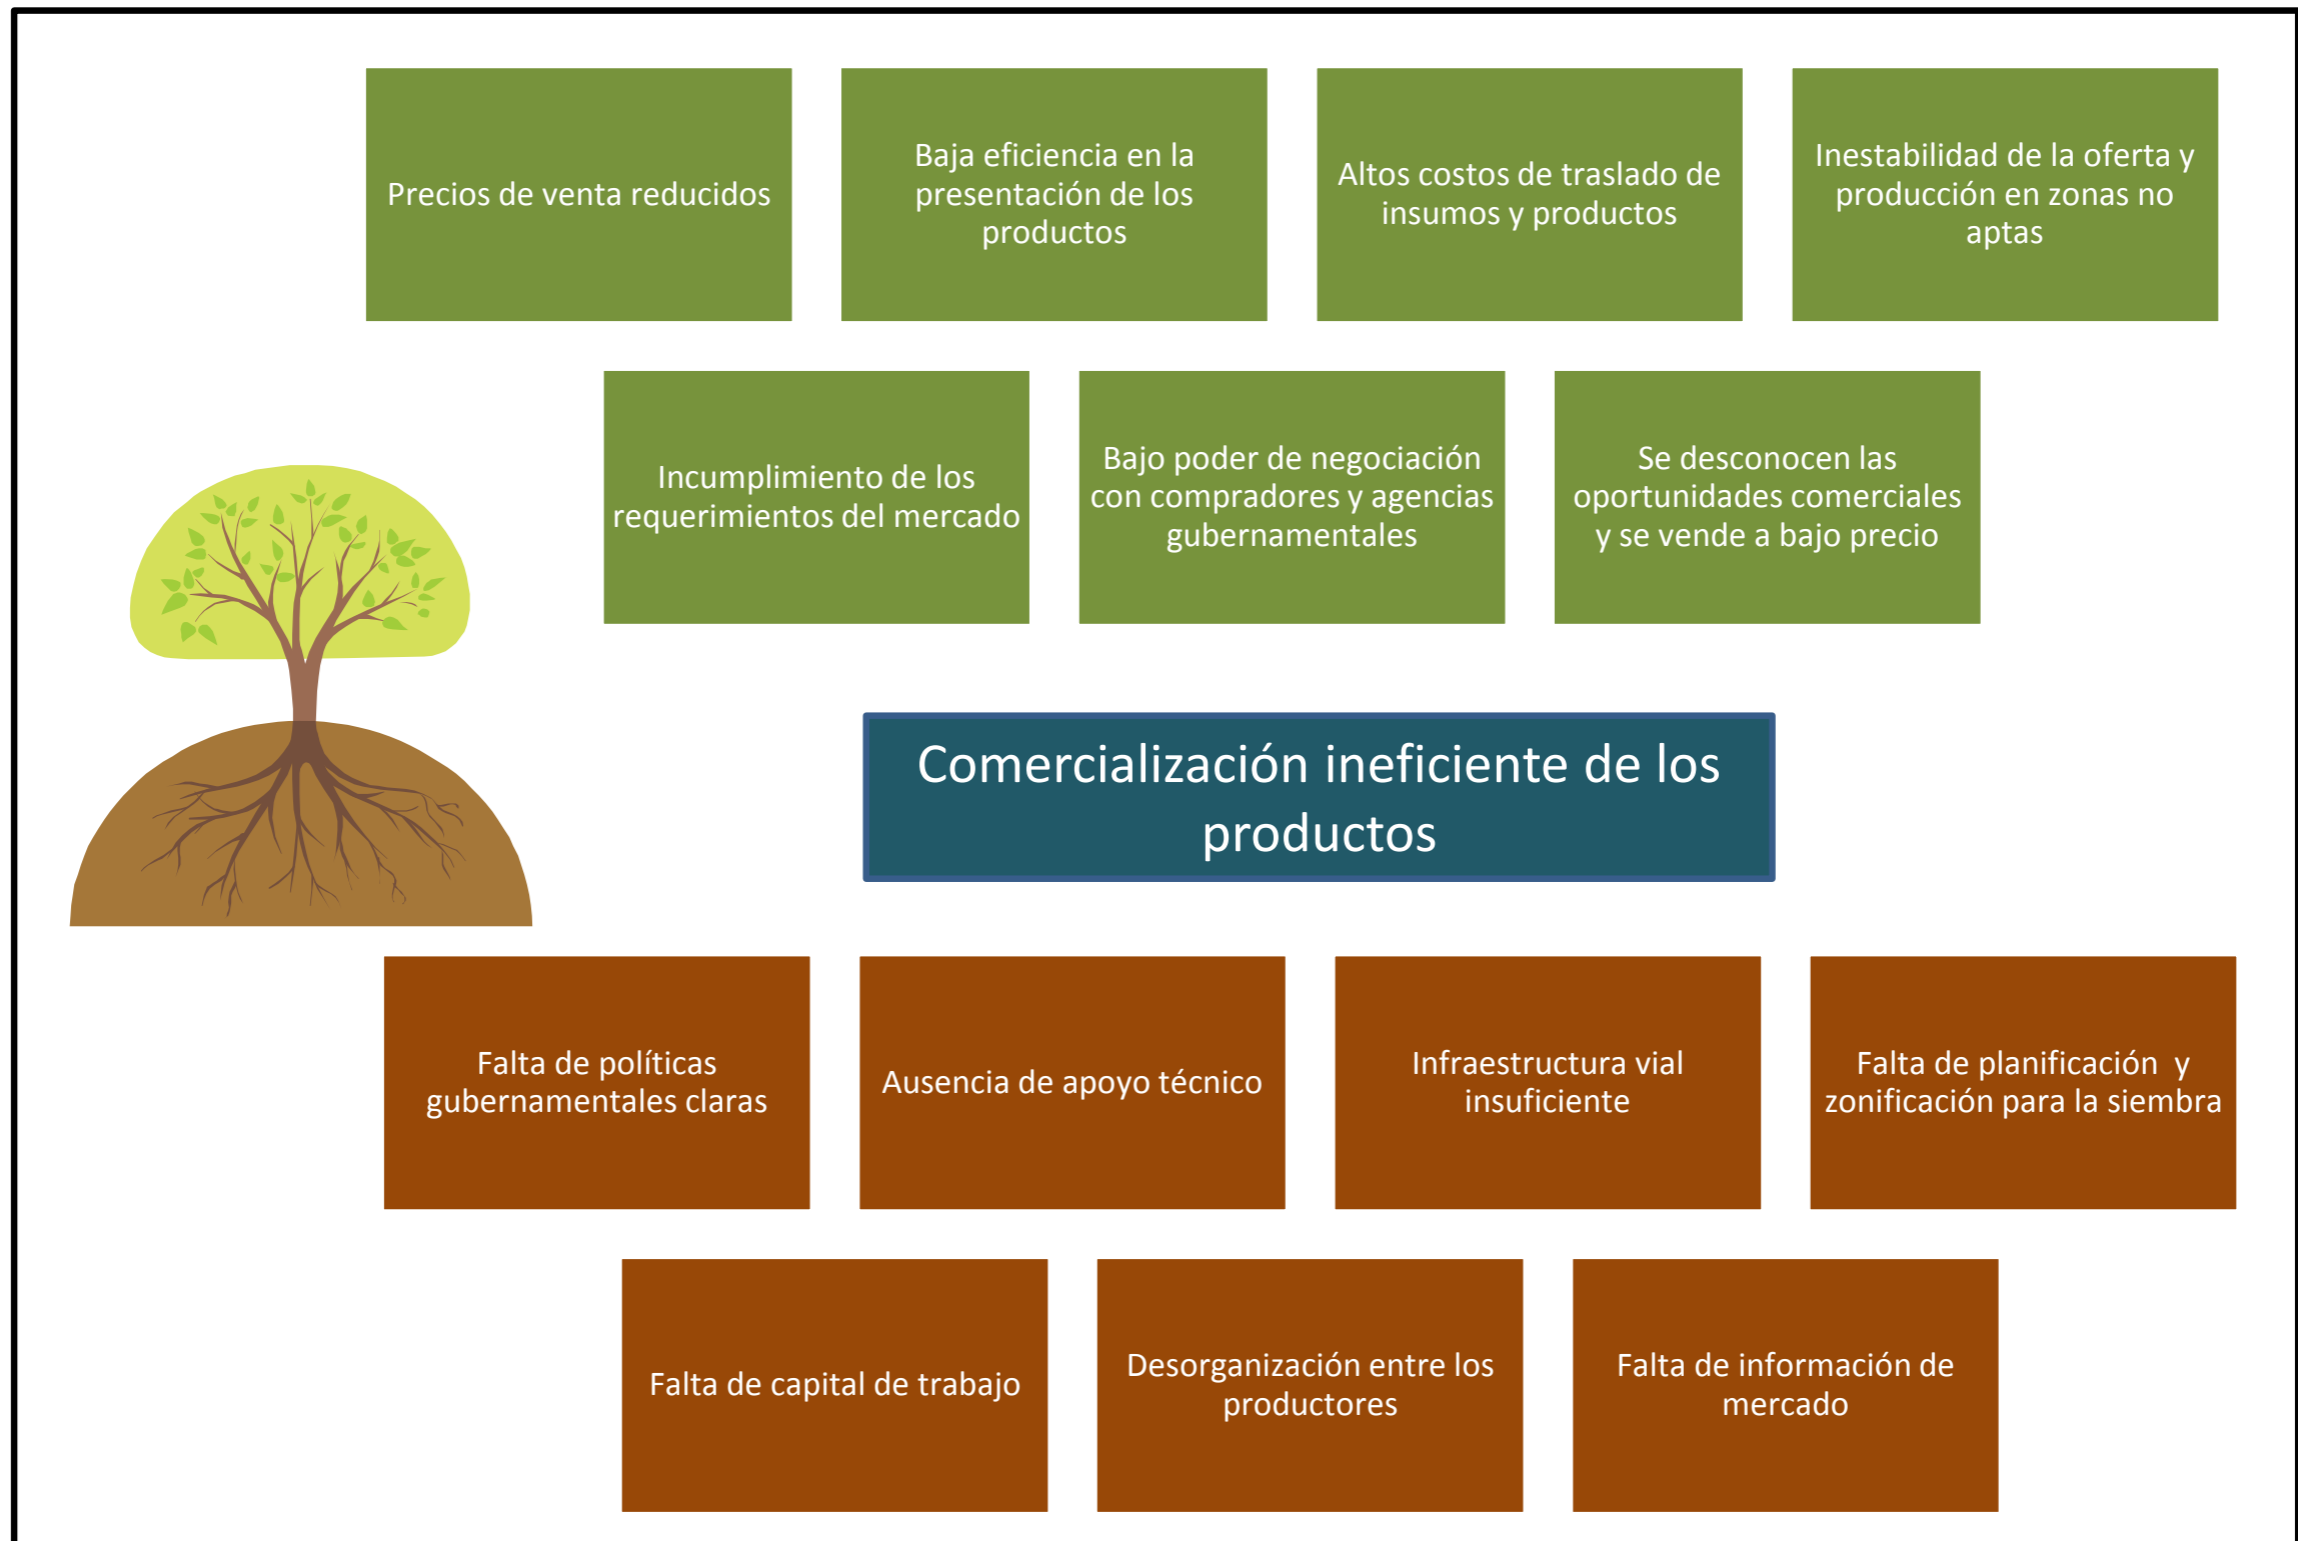 Precios de venta reducidos
Baja eficiencia en la
presentación de los
productos
Altos costos de traslado de
insumos y productos
Inestabilidad de la oferta y
producción en zonas no
aptas
Incumplimiento de los
requerimientos del mercado
Bajo poder de negociación
con compradores y agencias
gubernamentales
Se desconocen las
oportunidades comerciales
y se vende a bajo precio
Comercialización ineficiente de los
productos
Falta de políticas
gubernamentales claras
Ausencia de apoyo técnico
Infraestructura vial
insuficiente
Falta de planificación y
zonificación para la siembra
Falta de capital de trabajo
Desorganización entre los
productores
Falta de información de
mercado